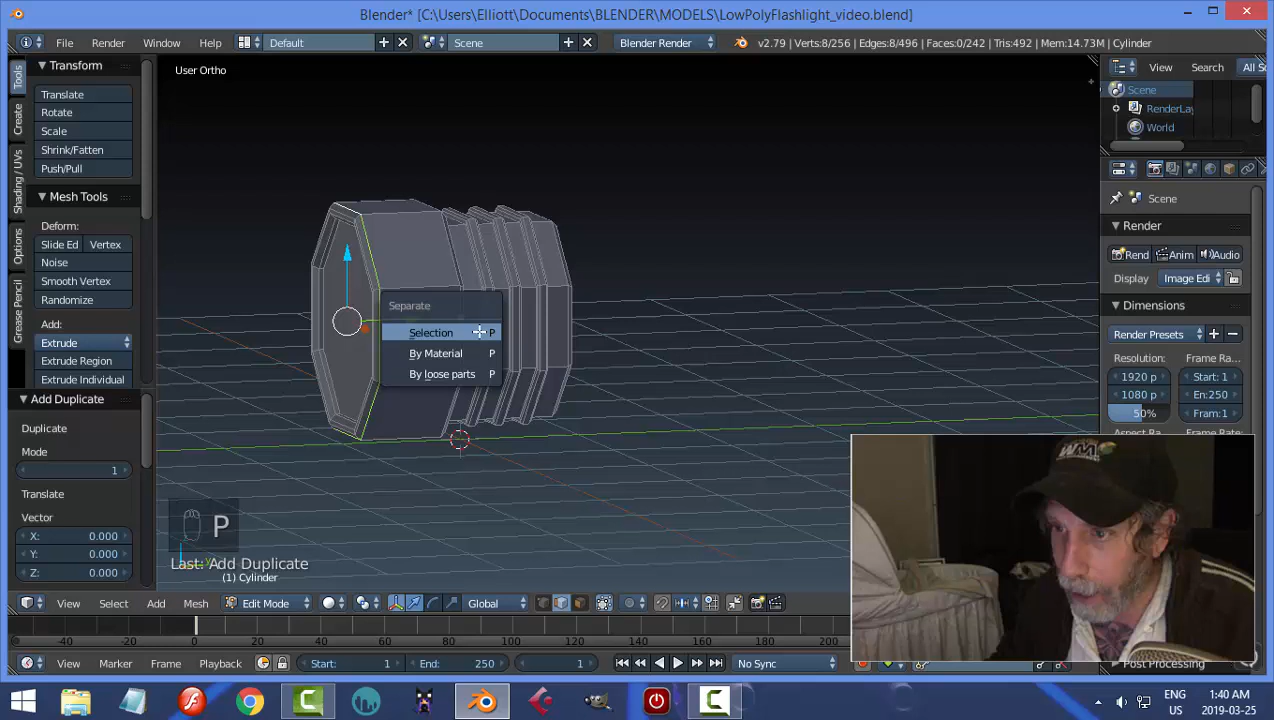 Blender* [C:\Users\Elliott\Documents\BLENDER\MODELS\LowPolyFlashlight_video.blend]
File Render Window Help Default Scene Blender Render v2.79 | Verts:8/256 | Edges:8/496 | Faces:0/242 | Tris:492 | Mem:14.73M | Cylinder
Tools
Create
Shading / UVs
Options
Grease Pencil
Transform
Translate
Rotate
Scale
Shrink/Fatten
Push/Pull
Mesh Tools
Deform:
Slide Ed Vertex
Noise
Smooth Vertex
Randomize
Add:
Extrude
Extrude Region
Extrude Individual
Add Duplicate
Duplicate
Mode
1
Translate
Vector
X: 0.000
Y: 0.000
Z: 0.000
User Ortho
Separate
Selection P
By Material P
By loose parts P
P
Last: Add Duplicate
(1) Cylinder
View Search All S
Scene
RenderLay
World
Scene
Render
Rend Anim Audio
Display Image Edi
Dimensions
Render Presets
Resolution: Frame Ra...
1920 p Start: 1
1080 p En:250
50% Fram:1
Post Processing
View Select Add Mesh Edit Mode Global
-40 -20 0 20 40 60 80 100 120 140 160 180 200
View Marker Frame Playback Start: 1 End: 250 1 No Sync
ENG 1:40 AM
US 2019-03-25